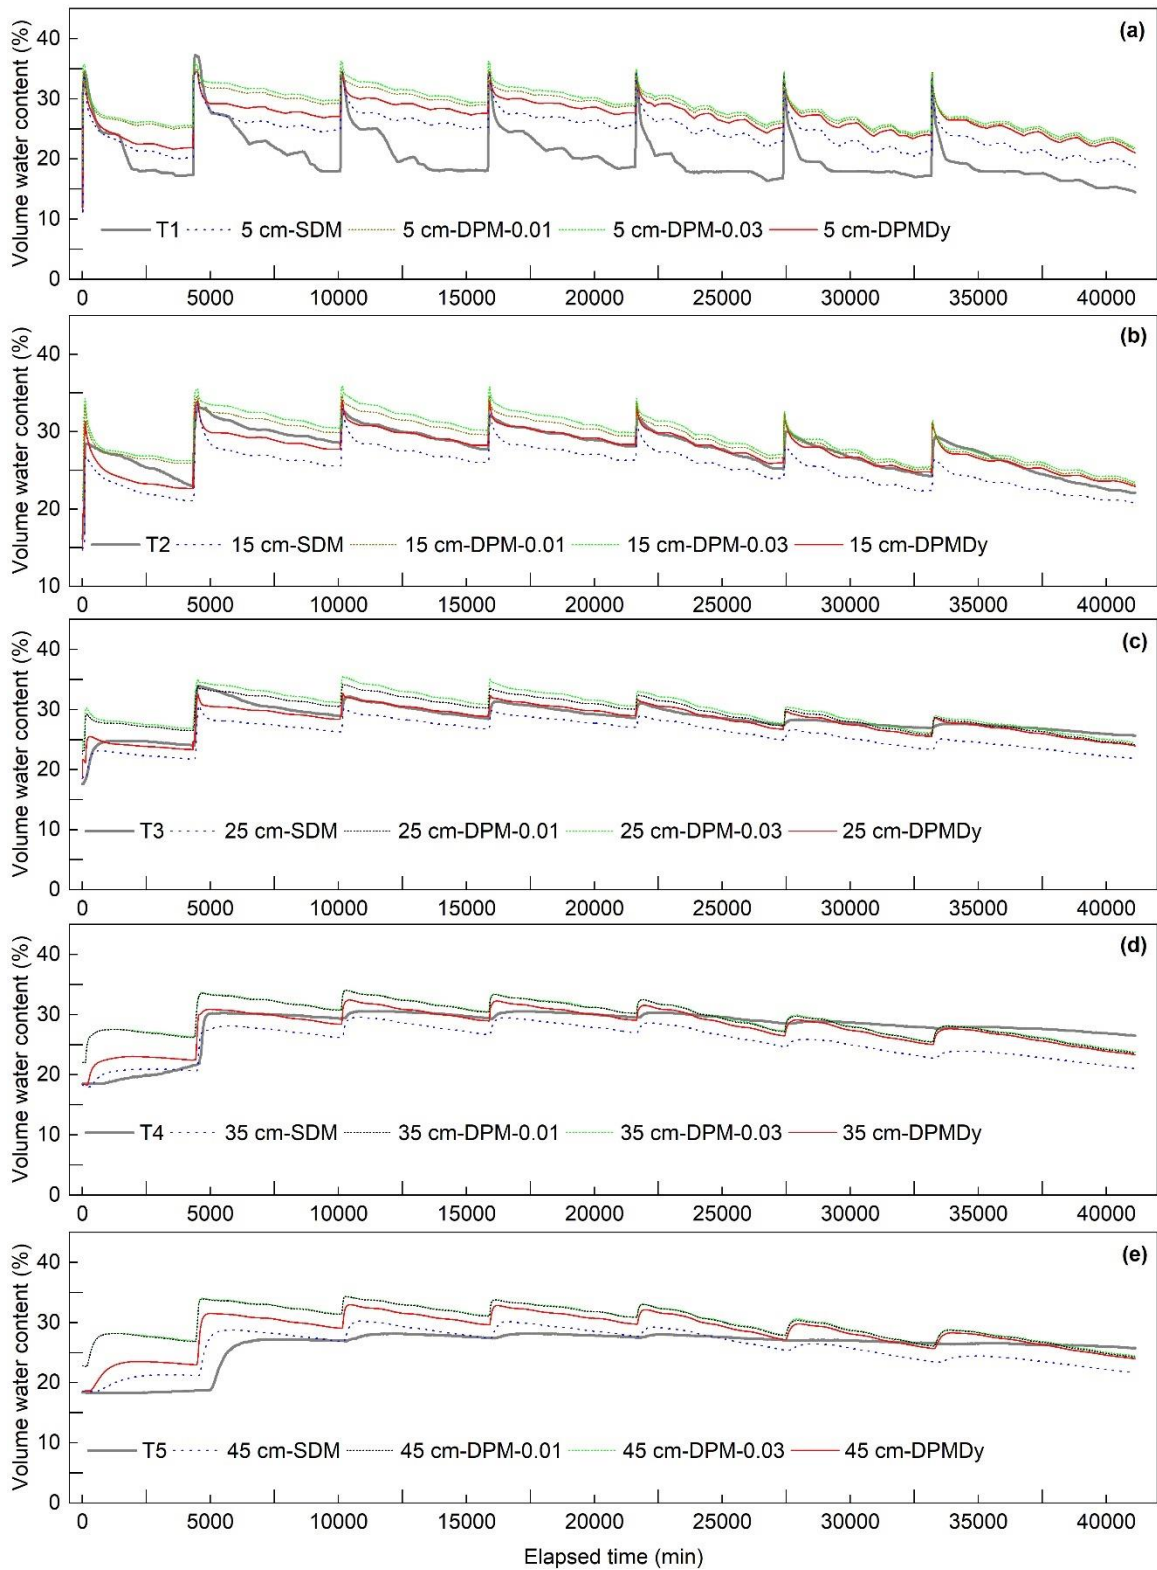 (a)
Volume water content (%)
40
30
20
10
0
T1 5 cm-SDM 5 cm-DPM-0.01 5 cm-DPM-0.03 5 cm-DPMDy
0 5000 10000 15000 20000 25000 30000 35000 40000
(b)
Volume water content (%)
40
30
20
10
T2 15 cm-SDM 15 cm-DPM-0.01 15 cm-DPM-0.03 15 cm-DPMDy
0 5000 10000 15000 20000 25000 30000 35000 40000
(c)
Volume water content (%)
40
30
20
10
0
T3 25 cm-SDM 25 cm-DPM-0.01 25 cm-DPM-0.03 25 cm-DPMDy
0 5000 10000 15000 20000 25000 30000 35000 40000
(d)
Volume water content (%)
40
30
20
10
0
T4 35 cm-SDM 35 cm-DPM-0.01 35 cm-DPM-0.03 35 cm-DPMDy
0 5000 10000 15000 20000 25000 30000 35000 40000
(e)
Volume water content (%)
40
30
20
10
0
T5 45 cm-SDM 45 cm-DPM-0.01 45 cm-DPM-0.03 45 cm-DPMDy
0 5000 10000 15000 20000 25000 30000 35000 40000
Elapsed time (min)